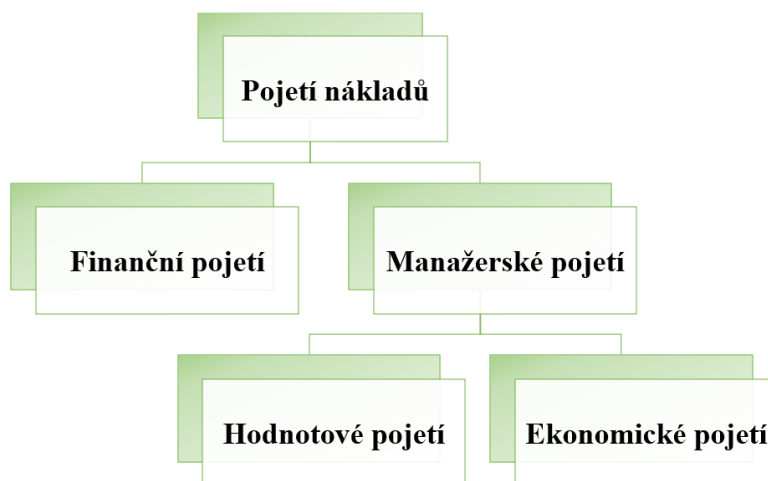 Pojetí nákladů
Finanční pojetí
Manažerské pojetí
Hodnotové pojetí
Ekonomické pojetí